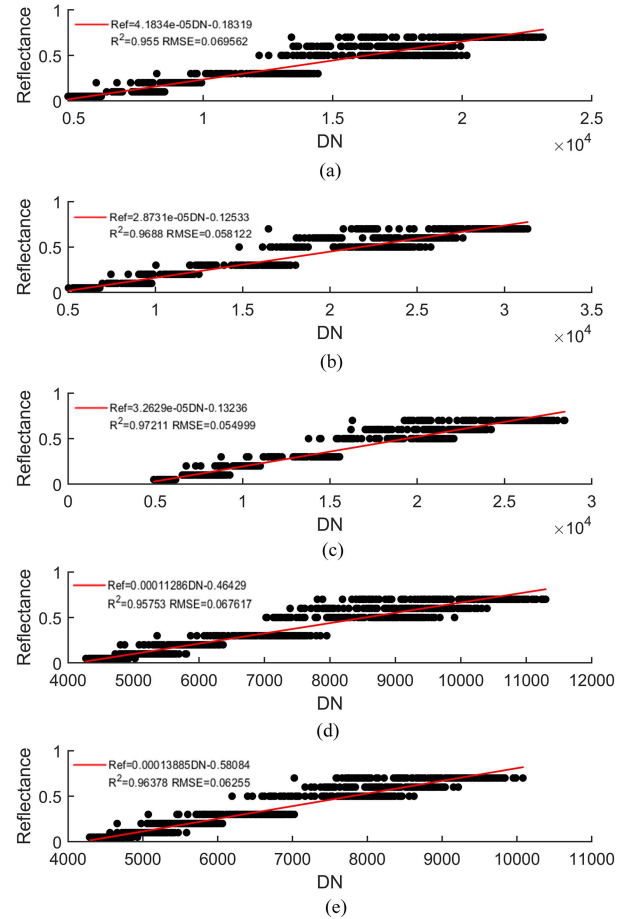 1
Ref=4.1834e-05DN-0.18319
R²=0.955 RMSE=0.069562
0.5
0
Reflectance
0.5 1 1.5 2 2.5
DN
×10⁴
(a)
1
Ref=2.8731e-05DN-0.12533
R²=0.9688 RMSE=0.058122
0.5
0
Reflectance
0.5 1 1.5 2 2.5 3 3.5
DN
×10⁴
(b)
1
Ref=3.2629e-05DN-0.13236
R²=0.97211 RMSE=0.054999
0.5
0
Reflectance
0 0.5 1 1.5 2 2.5 3
DN
×10⁴
(c)
1
Ref=0.00011286DN-0.46429
R²=0.95753 RMSE=0.067617
0.5
0
Reflectance
4000 5000 6000 7000 8000 9000 10000 11000 12000
DN
(d)
1
Ref=0.00013885DN-0.58084
R²=0.96378 RMSE=0.06255
0.5
0
Reflectance
4000 5000 6000 7000 8000 9000 10000 11000
DN
(e)